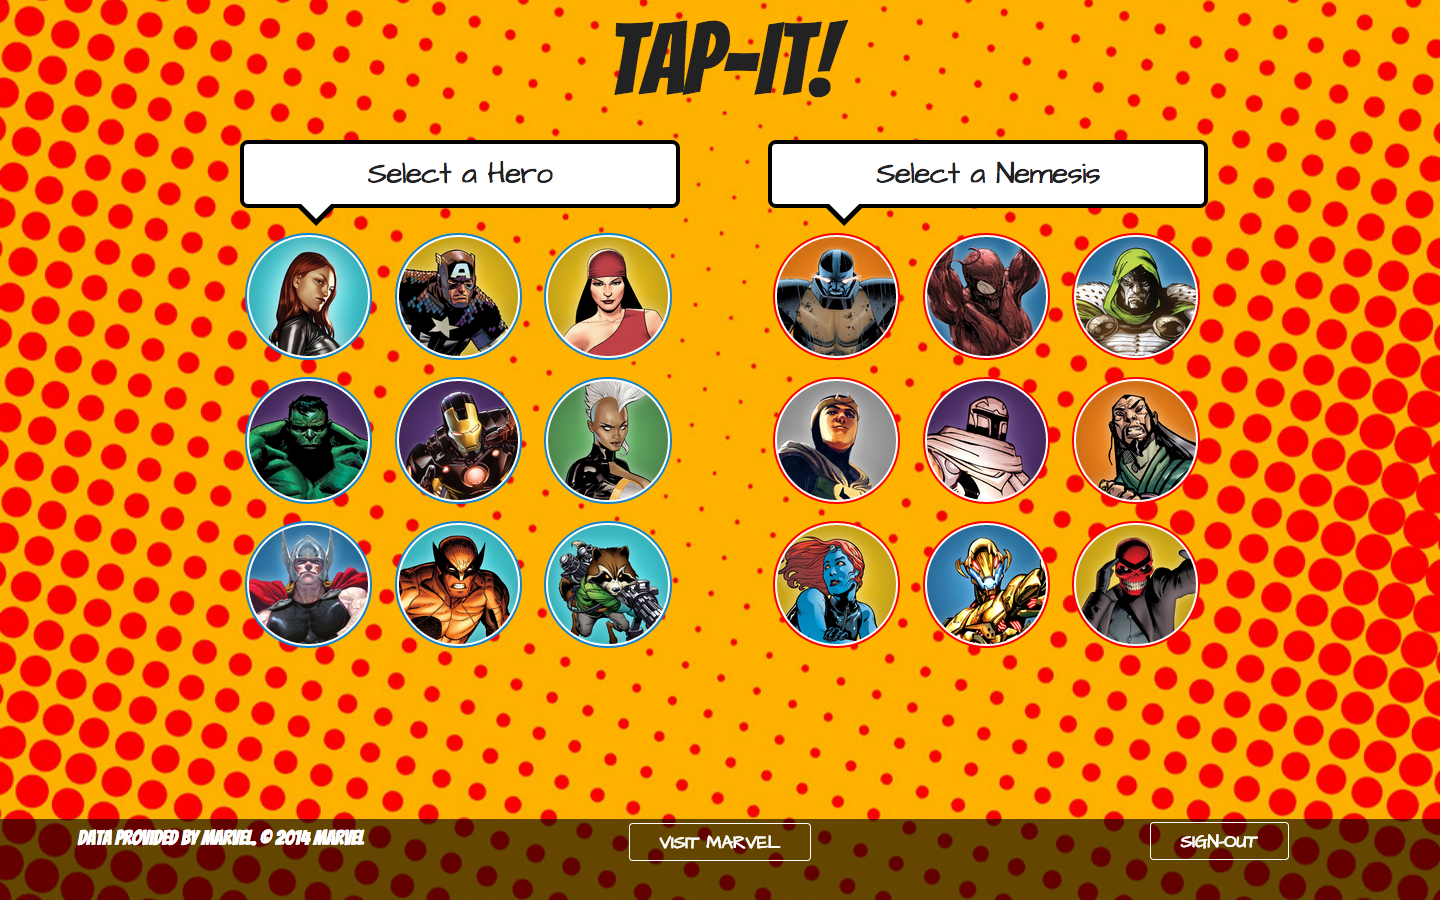 TAP-IT!
Select a Hero
Select a Nemesis
DATA PROVIDED BY MARVEL. © 2014 MARVEL
VISIT MARVEL
SIGN-OUT